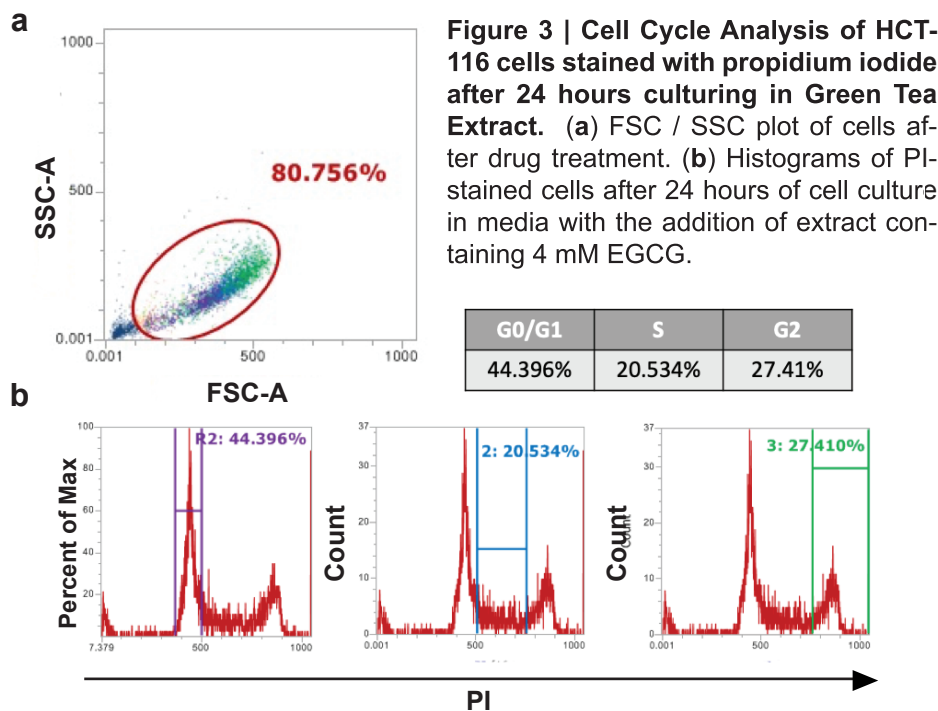 a
1000
500
0.001
SSC-A
80.756%
0.001
500
1000
FSC-A
Figure 3 | Cell Cycle Analysis of HCT-
116 cells stained with propidium iodide
after 24 hours culturing in Green Tea
Extract. (a) FSC / SSC plot of cells af-
ter drug treatment. (b) Histograms of PI-
stained cells after 24 hours of cell culture
in media with the addition of extract con-
taining 4 mM EGCG.
G0/G1 S G2
44.396% 20.534% 27.41%
b
Percent of Max
100
80
60
40
20
R2: 44.396%
7.379
500
1000
Count
37
30
20
10
0
2: 20.534%
0.001
500
1000
Count
Count
37
30
20
10
0
3: 27.410%
0.001
500
1000
PI